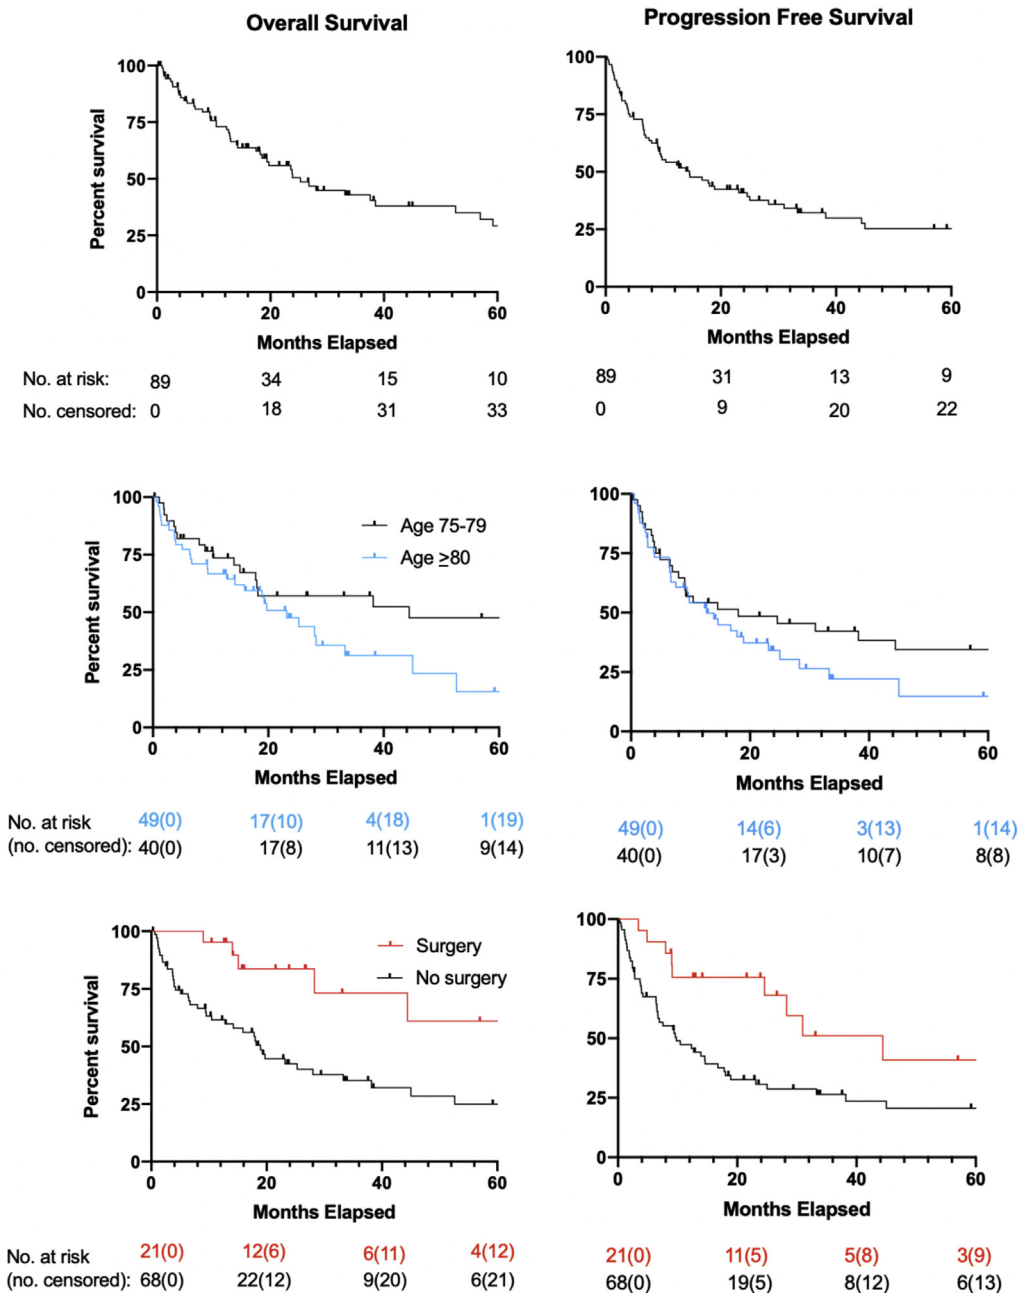 Overall Survival
Progression Free Survival
Percent survival
100
75
50
25
0
0 20 40 60
Months Elapsed
100
75
50
25
0
0 20 40 60
Months Elapsed
No. at risk: 89 34 15 10
No. censored: 0 18 31 33
89 31 13 9
0 9 20 22
Percent survival
100
75
50
25
0
Age 75-79
Age ≥80
0 20 40 60
Months Elapsed
100
75
50
25
0
0 20 40 60
Months Elapsed
No. at risk 49(0) 17(10) 4(18) 1(19)
(no. censored): 40(0) 17(8) 11(13) 9(14)
49(0) 14(6) 3(13) 1(14)
40(0) 17(3) 10(7) 8(8)
Percent survival
100
75
50
25
0
Surgery
No surgery
0 20 40 60
Months Elapsed
100
75
50
25
0
0 20 40 60
Months Elapsed
No. at risk 21(0) 12(6) 6(11) 4(12)
(no. censored): 68(0) 22(12) 9(20) 6(21)
21(0) 11(5) 5(8) 3(9)
68(0) 19(5) 8(12) 6(13)